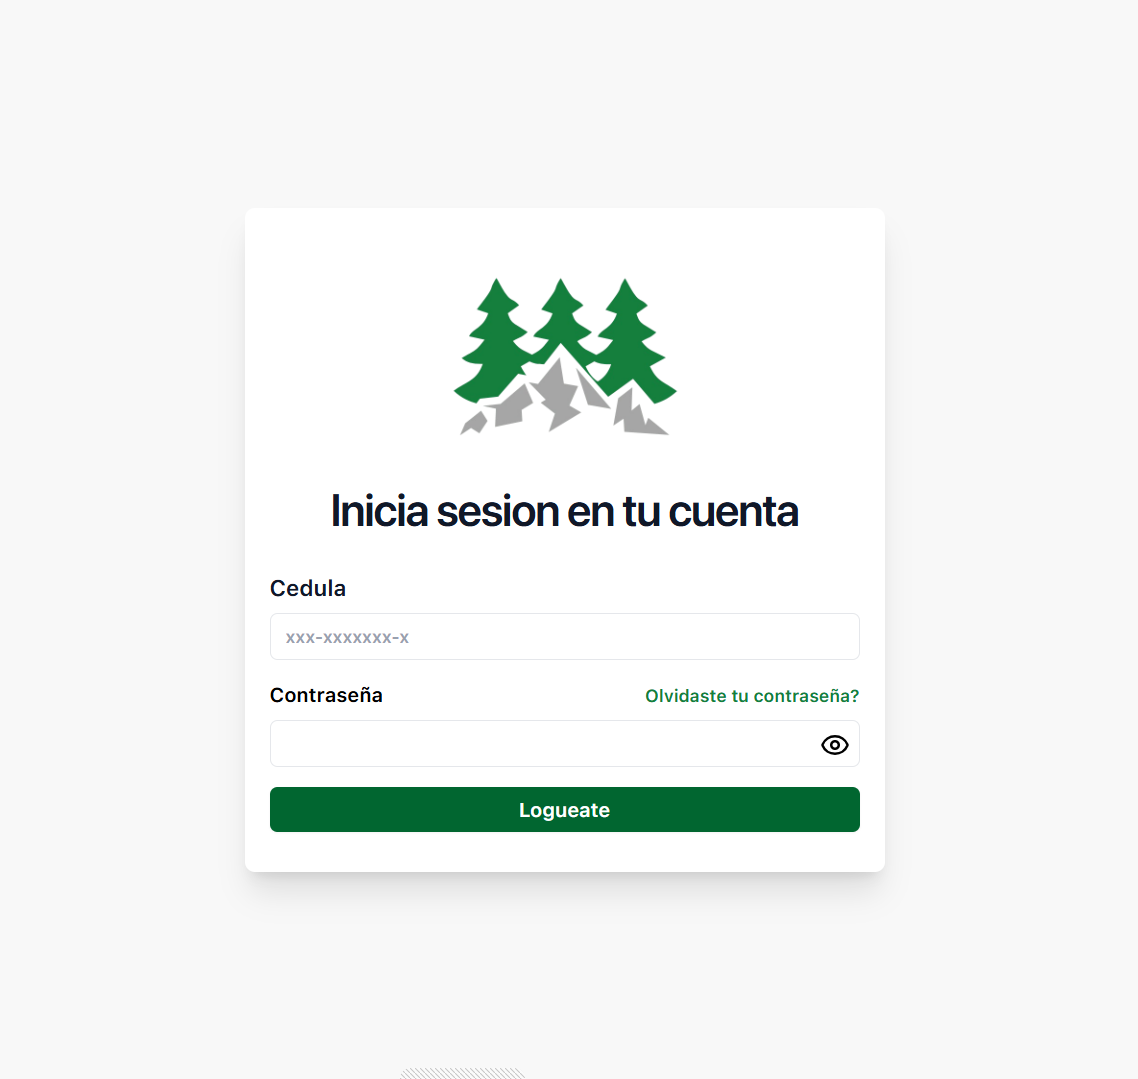 Inicia sesion en tu cuenta
Cedula
xxx-xxxxxxx-x
Contraseña
Olvidaste tu contraseña?
Logueate